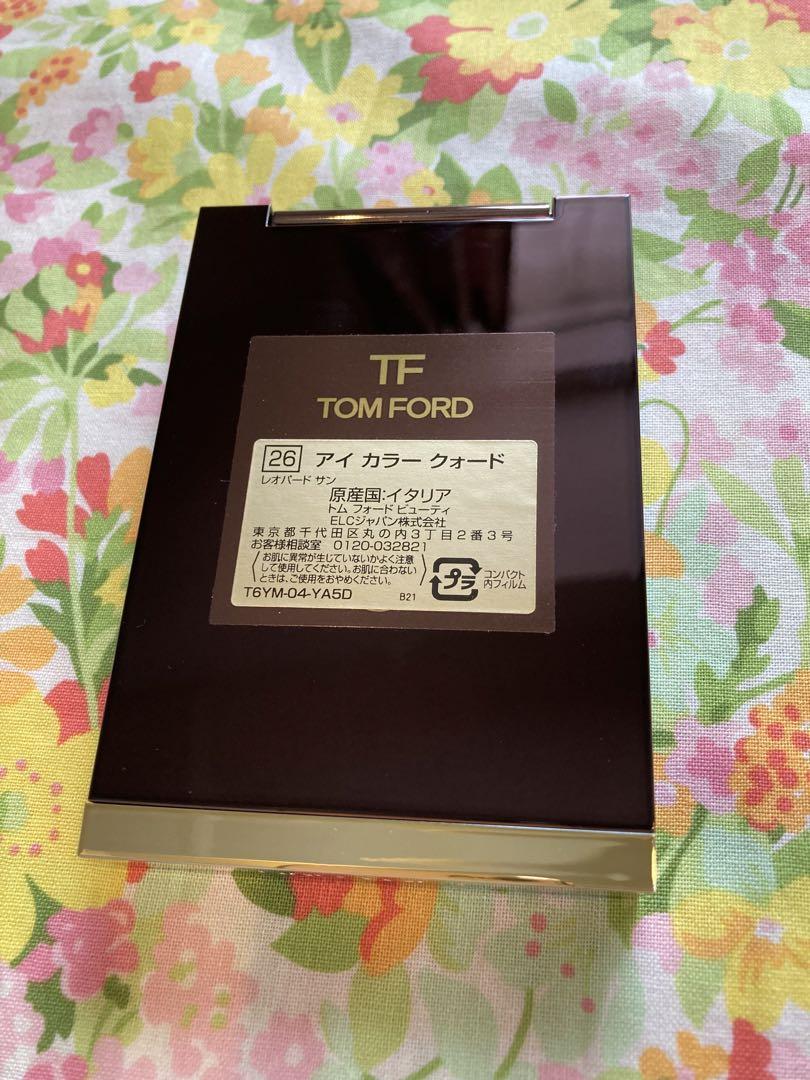 TF
TOM FORD
26 アイ カラー クォード
レオパード サン
原産国:イタリア
トム フォード ビューティ
ELCジャパン株式会社
東京都千代田区丸の内3丁目2番3号
お客様相談室 0120-032821
お肌に異常が生じていないかよく注意
して使用してください。お肌に合わない
ときは、ご使用をおやめください。
プラ
コンパクト
内フィルム
T6YM-04-YA5D B21